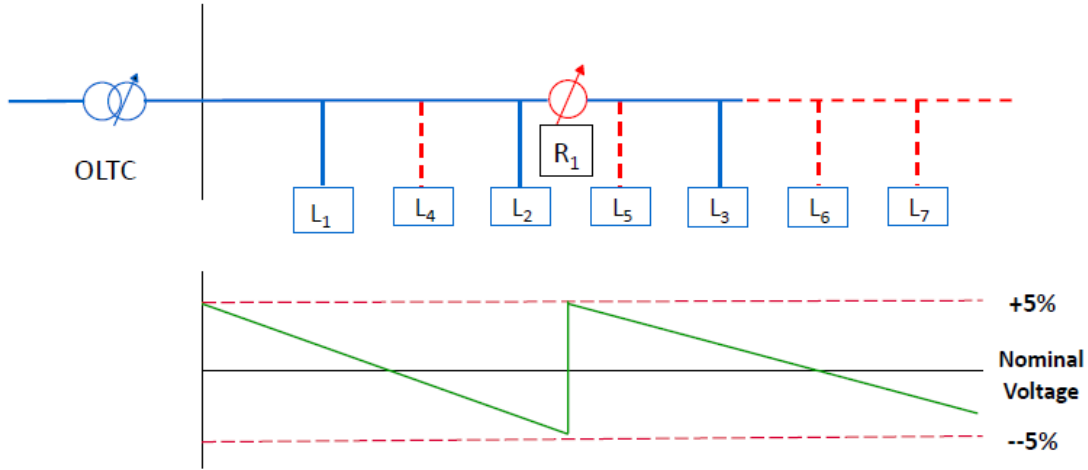 OLTC
R₁
L₁
L₄
L₂
L₅
L₃
L₆
L₇
+5%
Nominal
Voltage
--5%